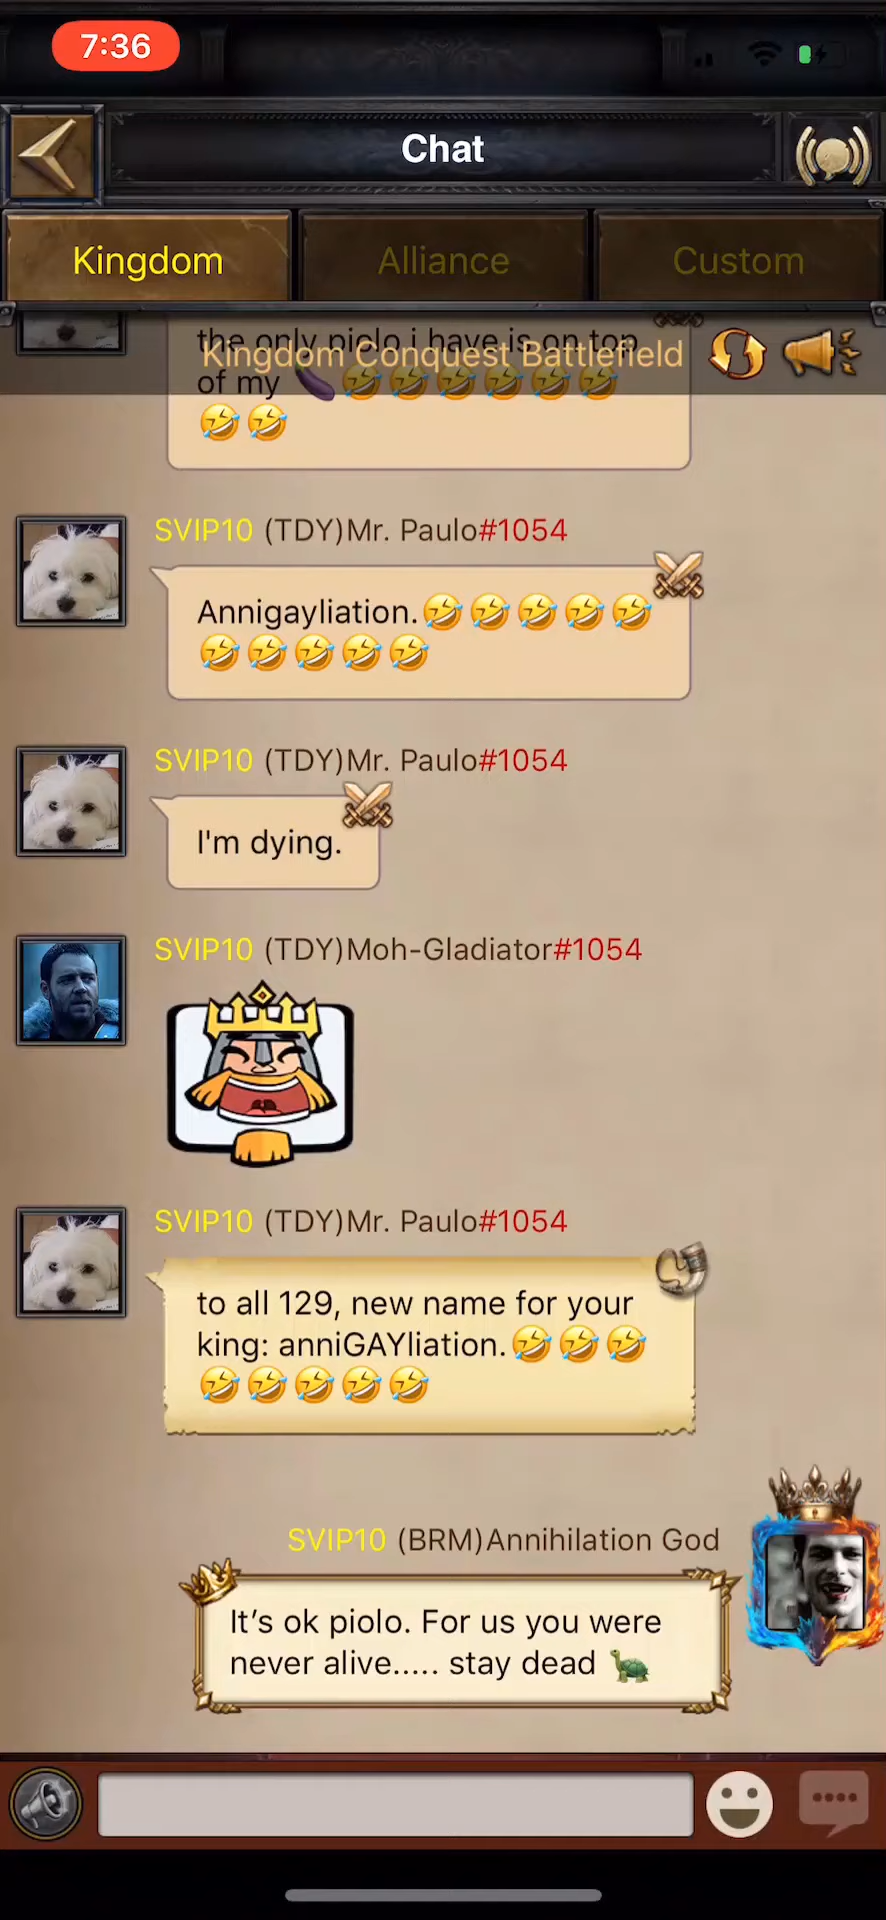 7:36
Chat
Kingdom Alliance Custom
Kingdom Conquest Battlefield
the only piolo i have is on top
of my 🍆🤣🤣🤣🤣🤣🤣
🤣🤣
SVIP10 (TDY)Mr. Paulo#1054
Annigayliation.🤣🤣🤣🤣🤣
🤣🤣🤣🤣🤣
SVIP10 (TDY)Mr. Paulo#1054
I'm dying.
SVIP10 (TDY)Moh-Gladiator#1054
SVIP10 (TDY)Mr. Paulo#1054
to all 129, new name for your
king: anniGAYliation.🤣🤣🤣
🤣🤣🤣🤣🤣
SVIP10 (BRM)Annihilation God
It’s ok piolo. For us you were
never alive..... stay dead 🐢